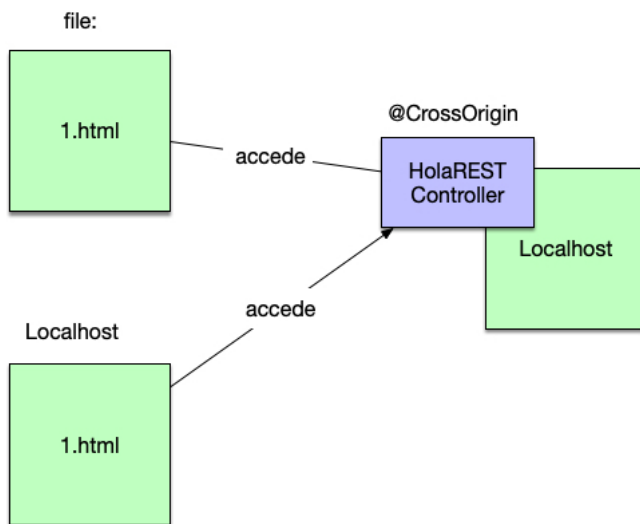 file:
1.html
@CrossOrigin
accede
HolaREST
Controller
Localhost
accede
Localhost
1.html